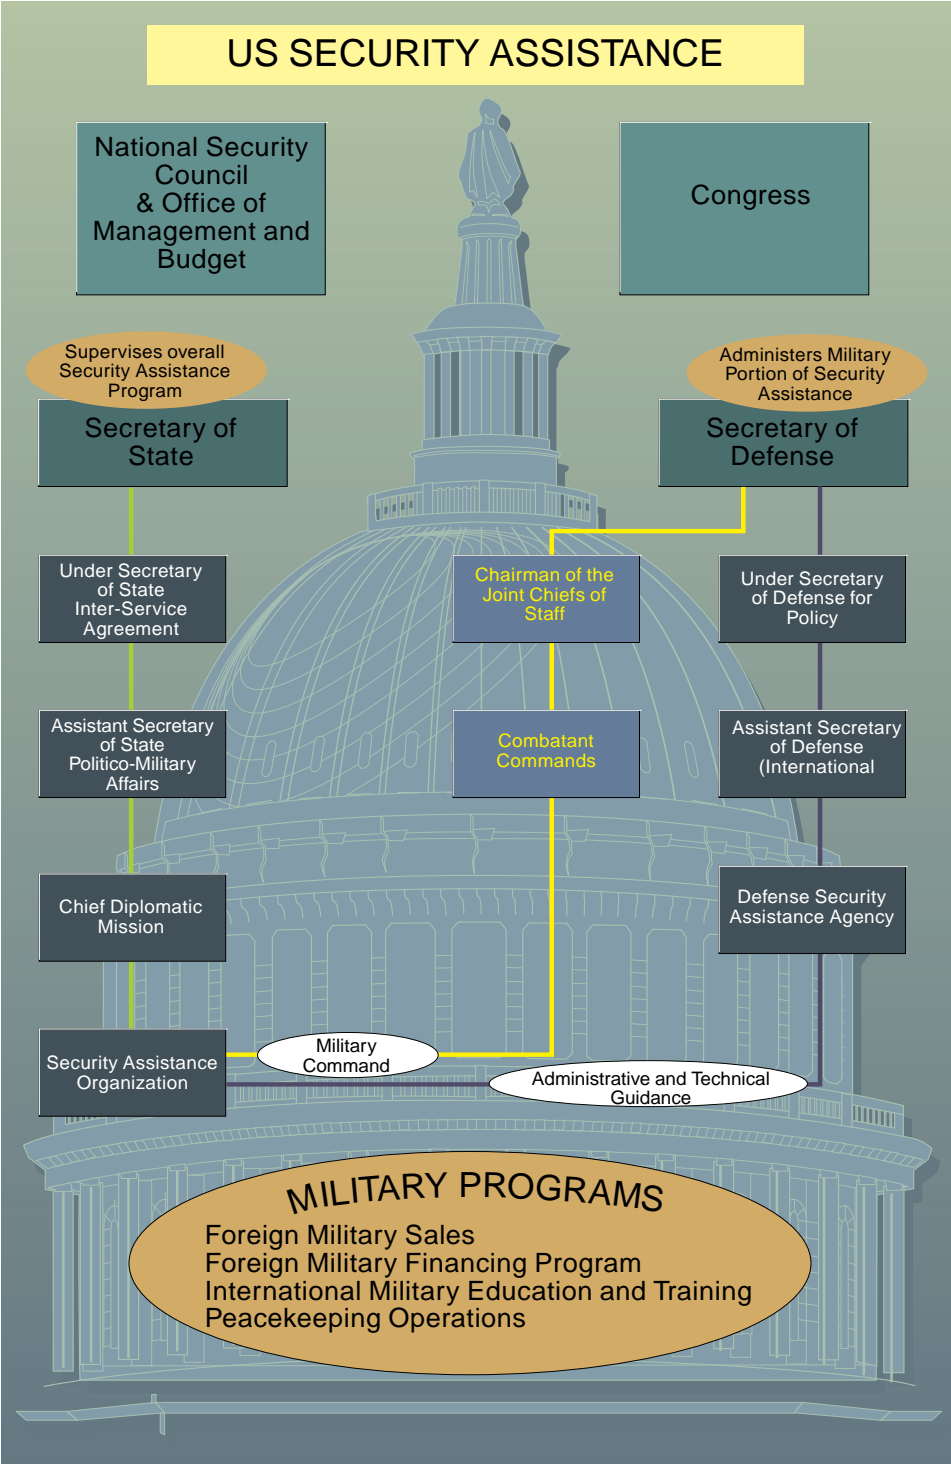 US SECURITY ASSISTANCE
National Security
Council
& Office of
Management and
Budget
Congress
Supervises overall
Security Assistance
Program
Secretary of
State
Administers Military
Portion of Security
Assistance
Secretary of
Defense
Under Secretary
of State
Inter-Service
Agreement
Chairman of the
Joint Chiefs of
Staff
Under Secretary
of Defense for
Policy
Assistant Secretary
of State
Politico-Military
Affairs
Combatant
Commands
Assistant Secretary
of Defense
(International
Chief Diplomatic
Mission
Defense Security
Assistance Agency
Security Assistance
Organization
Military
Command
Administrative and Technical
Guidance
MILITARY PROGRAMS
Foreign Military Sales
Foreign Military Financing Program
International Military Education and Training
Peacekeeping Operations